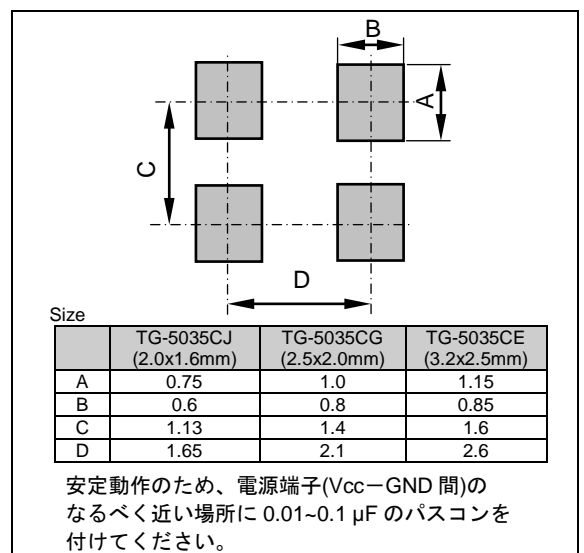 B
A
C
D
Size
TG-5035CJ (2.0x1.6mm) TG-5035CG (2.5x2.0mm) TG-5035CE (3.2x2.5mm)
A 0.75 1.0 1.15
B 0.6 0.8 0.85
C 1.13 1.4 1.6
D 1.65 2.1 2.6
安定動作のため、電源端子(Vcc－GND 間)の
なるべく近い場所に 0.01~0.1 μF のパスコンを
付けてください。